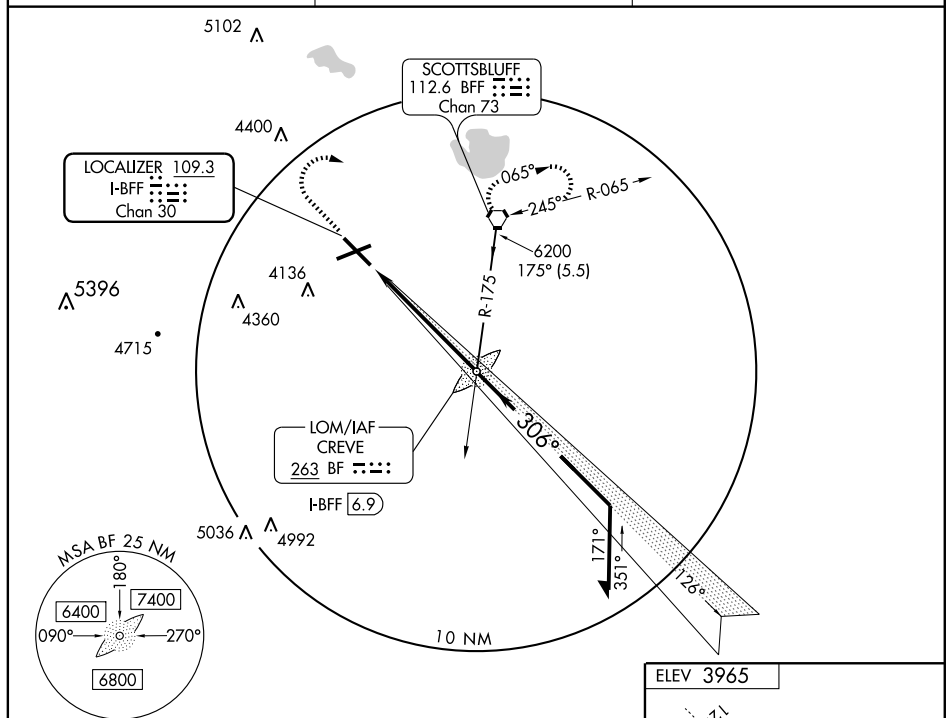 5102
SCOTTSBLUFF
112.6 BFF
Chan 73
4400
LOCALIZER 109.3
I-BFF
Chan 30
065°
245°
R-065
6200
175° (5.5)
R-175
5396
4136
4360
4715
306°
LOM/IAF
CREVE
263 BF
I-BFF 6.9
5036
4992
171°
351°
126°
10 NM
MSA BF 25 NM
180°
6400
7400
090°
270°
6800
ELEV 3965